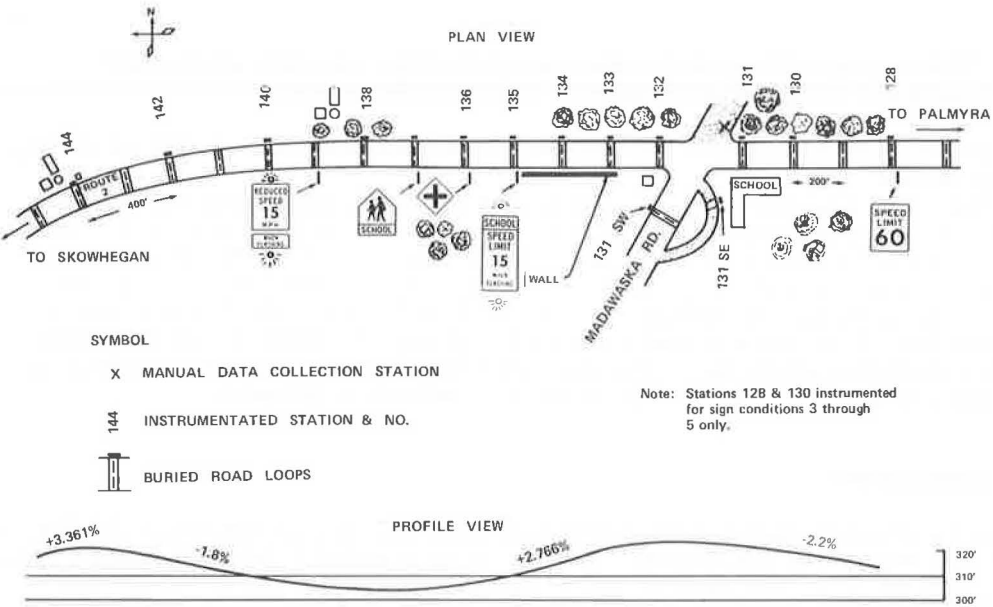 N
PLAN VIEW
144
142
140
138
136
135
134
133
132
131
130
128
TO PALMYRA
ROUTE
2
400'
TO SKOWHEGAN
REDUCED
SPEED
15
M.P.H
WHEN
FLASHING
SCHOOL
SCHOOL
SPEED
LIMIT
15
WHEN
FLASHING
WALL
131 SW
MADAWASKA RD.
131 SE
SCHOOL
200'
SPEED
LIMIT
60
SYMBOL
X MANUAL DATA COLLECTION STATION
144 INSTRUMENTATED STATION & NO.
BURIED ROAD LOOPS
Note: Stations 128 & 130 instrumented
for sign conditions 3 through
5 only.
PROFILE VIEW
+3.361%
-1.8%
+2.766%
-2.2%
320'
310'
300'